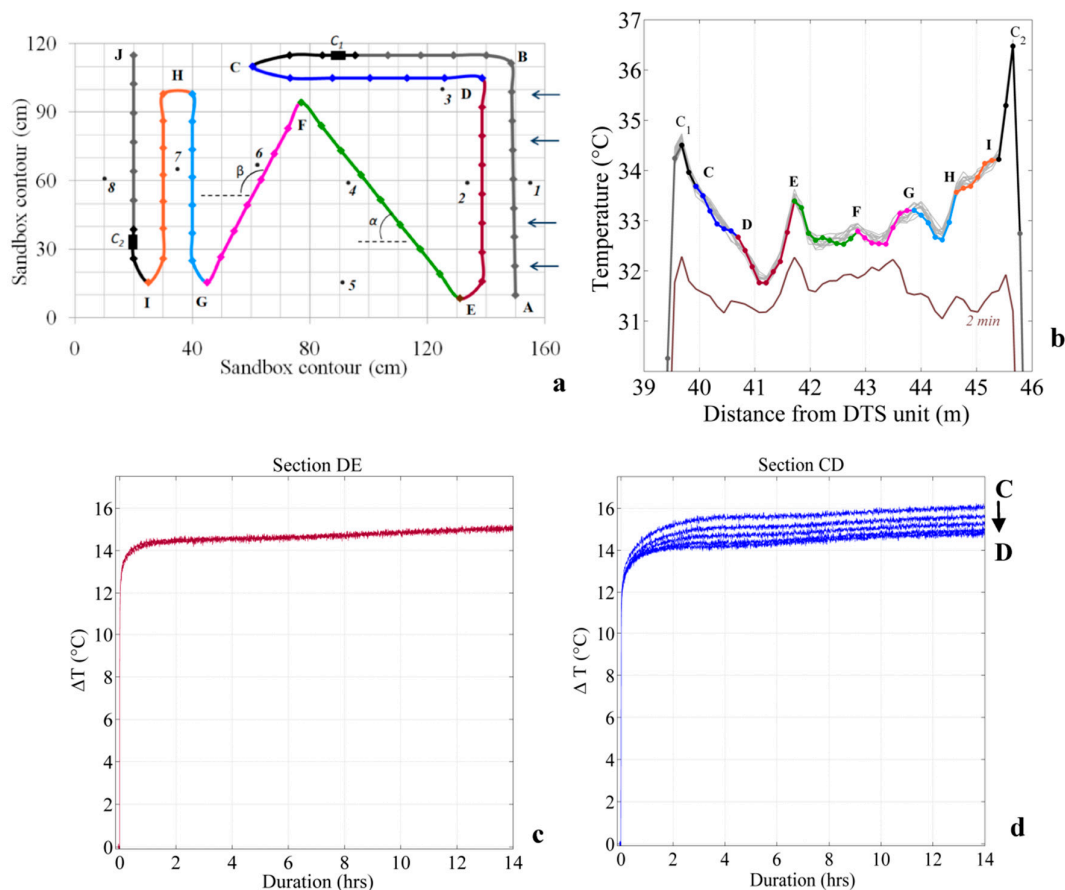 120
90
60
30
0
Sandbox contour (cm)
J
H
C
C₁
B
D
3
F
7
6
β
8
4
2
1
α
C₂
5
I
G
E
A
0
40
80
120
160
Sandbox contour (cm)
a
37
36
35
34
33
32
31
Temperature (°C)
C₂
C₁
C
D
E
F
G
H
I
2 min
39
40
41
42
43
44
45
46
Distance from DTS unit (m)
b
Section DE
16
14
12
10
8
6
4
2
0
ΔT (°C)
0
2
4
6
8
10
12
14
Duration (hrs)
c
Section CD
16
14
12
10
8
6
4
2
0
Δ T (°C)
C
D
0
2
4
6
8
10
12
14
Duration (hrs)
d